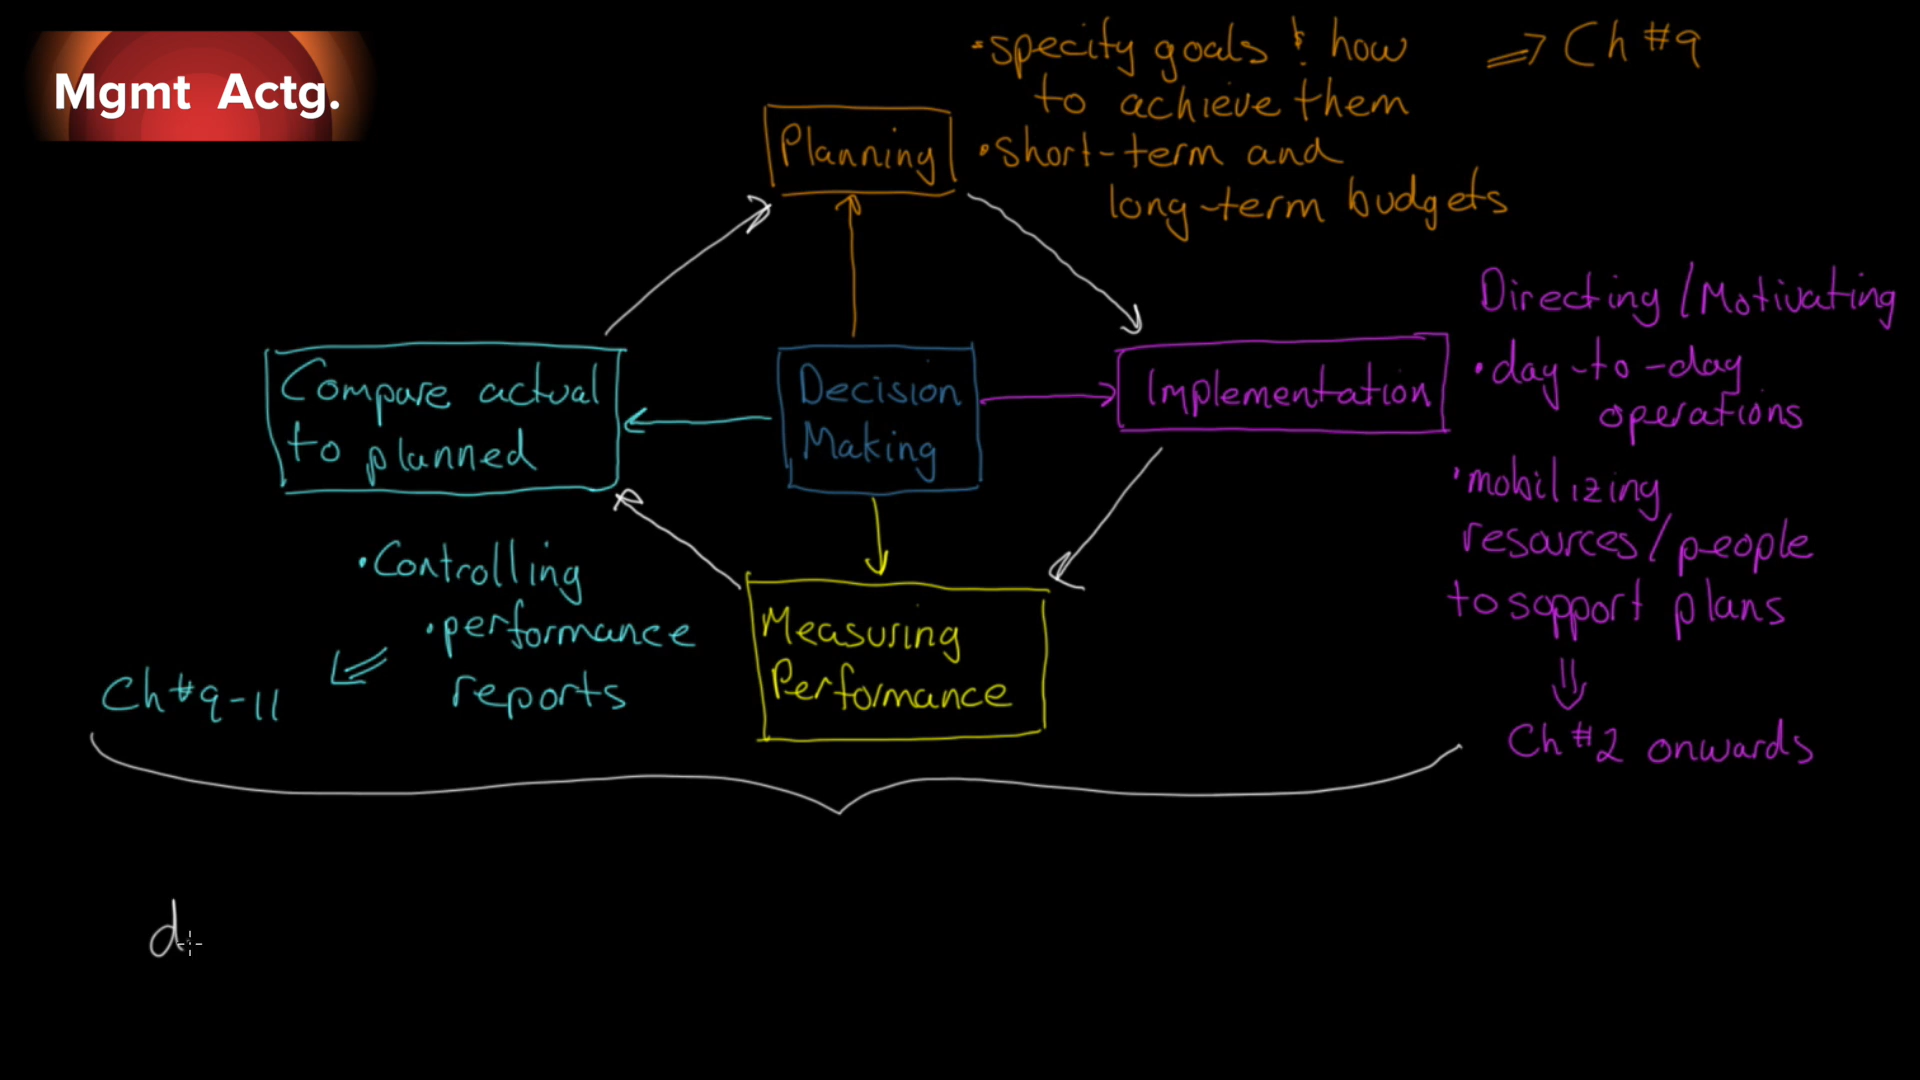 Mgmt Actg.
• specify goals & how
to achieve them
• short-term and
long-term budgets
⇒ Ch #9
Planning
Directing / Motivating
• day-to-day
operations
• mobilizing
resources/people
to support plans
⇓
Ch #2 onwards
Compare actual
to planned
Decision
Making
Implementation
• Controlling
• performance
reports
Ch #9-11
Measuring
Performance
d